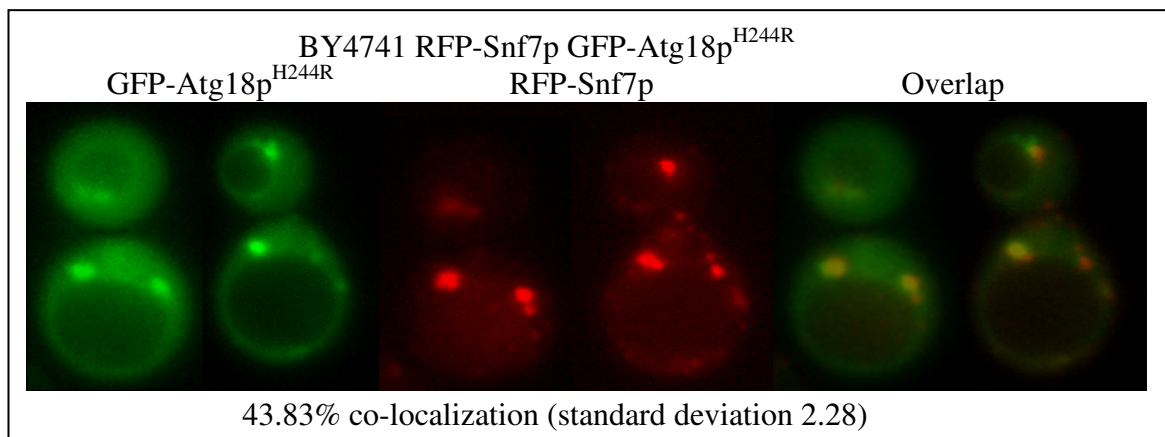 BY4741 RFP-Snf7p GFP-Atg18p^H244R
GFP-Atg18p^H244R RFP-Snf7p Overlap
43.83% co-localization (standard deviation 2.28)